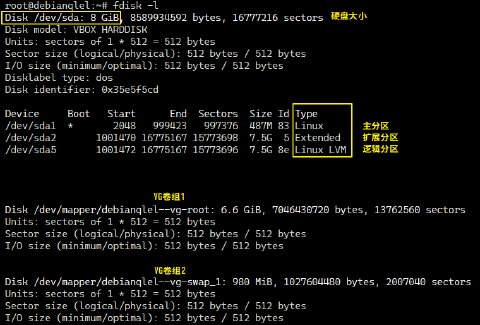 root@debianqlel:~# fdisk -l
Disk /dev/sda: 8 GiB, 8589934592 bytes, 16777216 sectors 硬盘大小
Disk model: VBOX HARDDISK
Units: sectors of 1 * 512 = 512 bytes
Sector size (logical/physical): 512 bytes / 512 bytes
I/O size (minimum/optimal): 512 bytes / 512 bytes
Disklabel type: dos
Disk identifier: 0x35e5f5cd
Device Boot Start End Sectors Size Id Type
/dev/sda1 * 2048 999423 997376 487M 83 Linux 主分区
/dev/sda2 1001470 16775167 15773698 7.5G 5 Extended 扩展分区
/dev/sda5 1001472 16775167 15773696 7.5G 8e Linux LVM 逻辑分区
VG卷组1
Disk /dev/mapper/debianqlel--vg-root: 6.6 GiB, 7046430720 bytes, 13762560 sectors
Units: sectors of 1 * 512 = 512 bytes
Sector size (logical/physical): 512 bytes / 512 bytes
I/O size (minimum/optimal): 512 bytes / 512 bytes
VG卷组2
Disk /dev/mapper/debianqlel--vg-swap_1: 980 MiB, 1027604480 bytes, 2007040 sectors
Units: sectors of 1 * 512 = 512 bytes
Sector size (logical/physical): 512 bytes / 512 bytes
I/O size (minimum/optimal): 512 bytes / 512 bytes